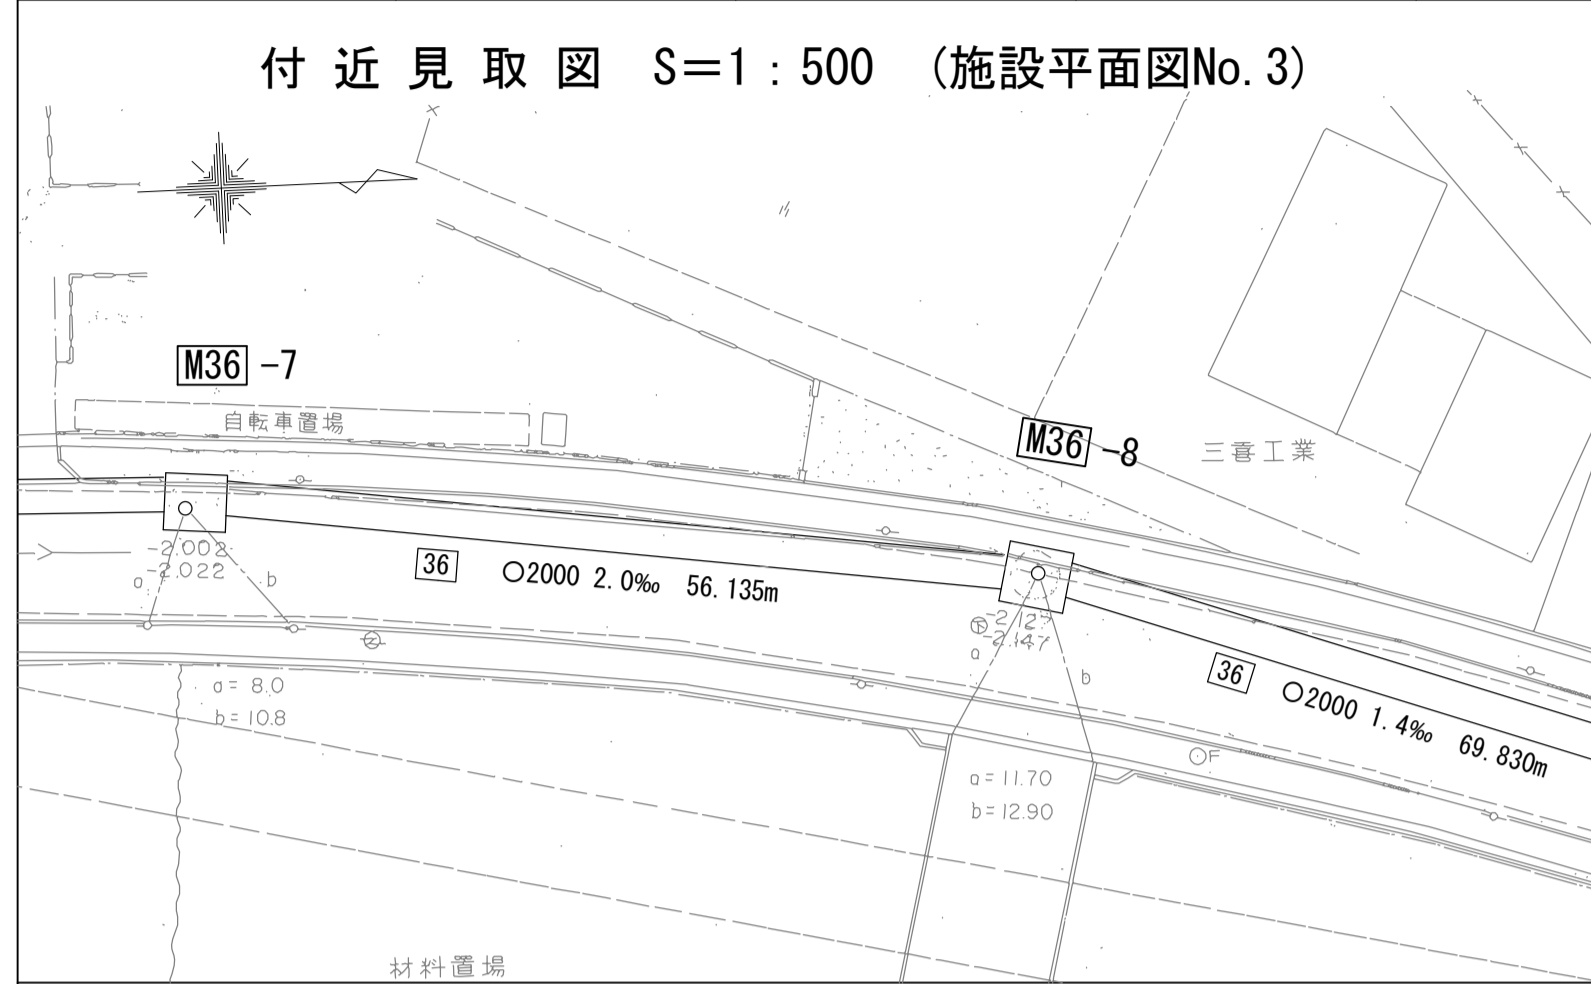 付近見取図 S=1:500 (施設平面図No.3)
M36 -7
自転車置場
M36 -8
三喜工業
-2.002
-2.022
a
b
36 ○2000 2.0‰ 56.135m
-2.147
a
b
36 ○2000 1.4‰ 69.830m
a= 8.0
b=10.8
F
a=11.70
b=12.90
材料置場